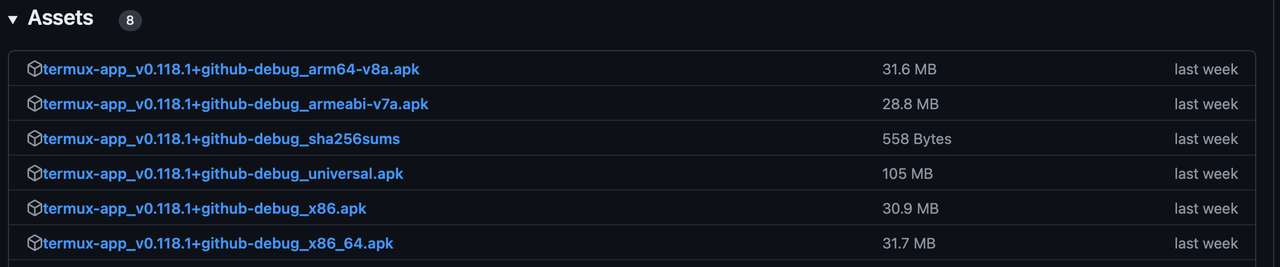 Assets 8
termux-app_v0.118.1+github-debug_arm64-v8a.apk 31.6 MB last week
termux-app_v0.118.1+github-debug_armeabi-v7a.apk 28.8 MB last week
termux-app_v0.118.1+github-debug_sha256sums 558 Bytes last week
termux-app_v0.118.1+github-debug_universal.apk 105 MB last week
termux-app_v0.118.1+github-debug_x86.apk 30.9 MB last week
termux-app_v0.118.1+github-debug_x86_64.apk 31.7 MB last week